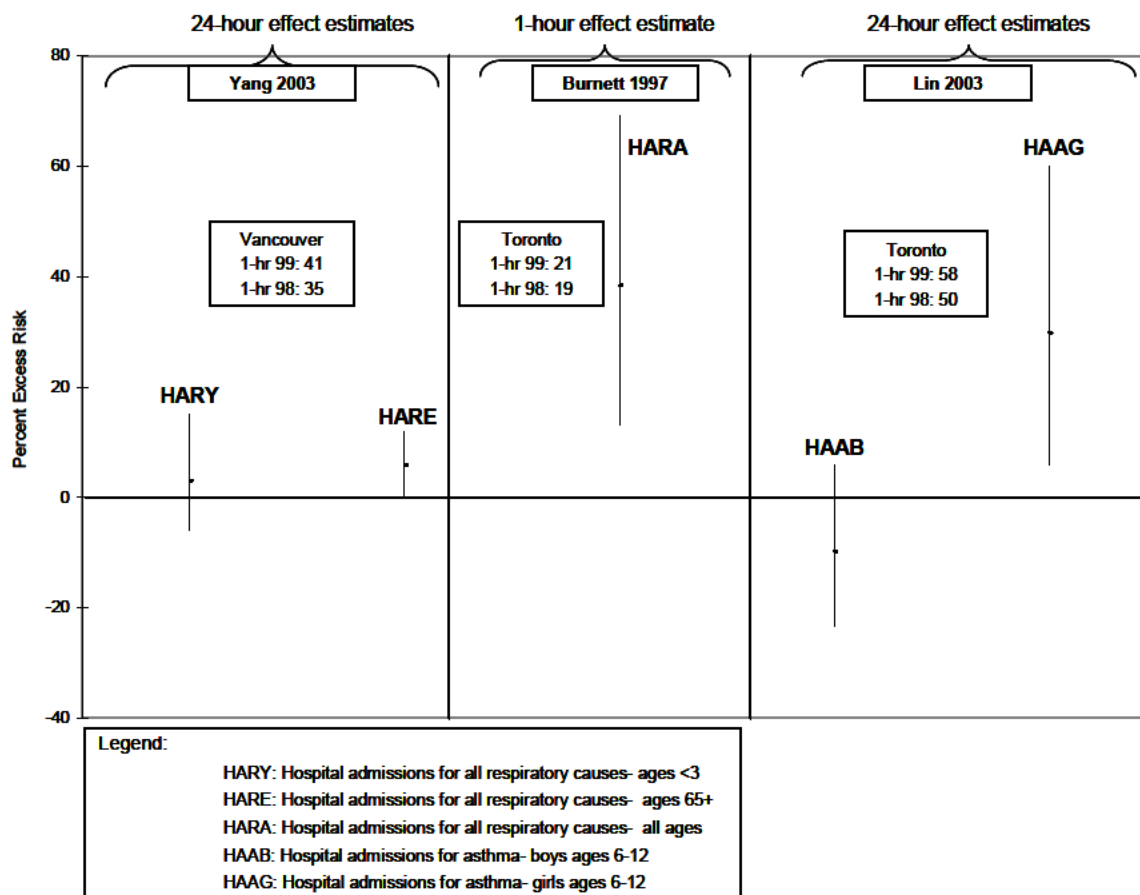 24-hour effect estimates
1-hour effect estimate
24-hour effect estimates
Yang 2003
Burnett 1997
Lin 2003
80
60
40
20
0
-20
-40
Percent Excess Risk
HARY
HARE
HARA
HAAB
HAAG
Vancouver
1-hr 99: 41
1-hr 98: 35
Toronto
1-hr 99: 21
1-hr 98: 19
Toronto
1-hr 99: 58
1-hr 98: 50
Legend:
HARY: Hospital admissions for all respiratory causes- ages <3
HARE: Hospital admissions for all respiratory causes- ages 65+
HARA: Hospital admissions for all respiratory causes- all ages
HAAB: Hospital admissions for asthma- boys ages 6-12
HAAG: Hospital admissions for asthma- girls ages 6-12